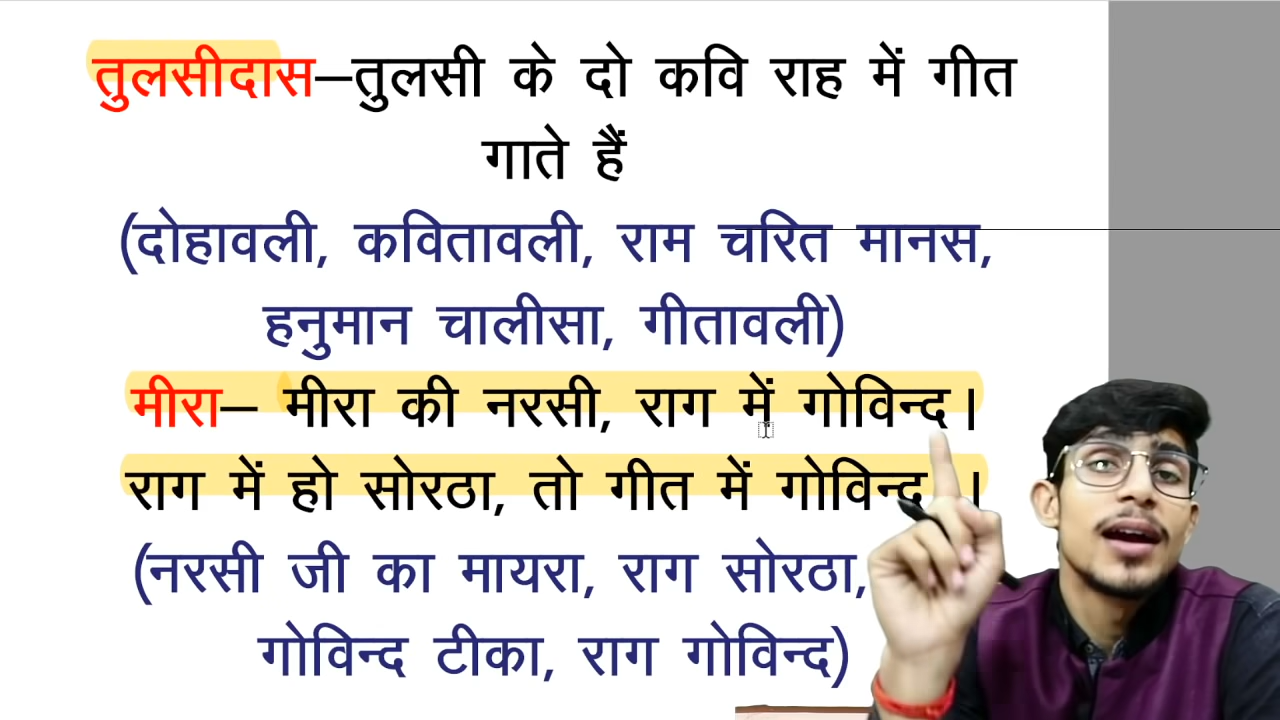 तुलसीदास–तुलसी के दो कवि राह में गीत
गाते हैं
(दोहावली, कवितावली, राम चरित मानस,
हनुमान चालीसा, गीतावली)
मीरा– मीरा की नरसी, राग में गोविन्द।
राग में हो सोरठा, तो गीत में गोविन्द ।
(नरसी जी का मायरा, राग सोरठा,
गोविन्द टीका, राग गोविन्द)